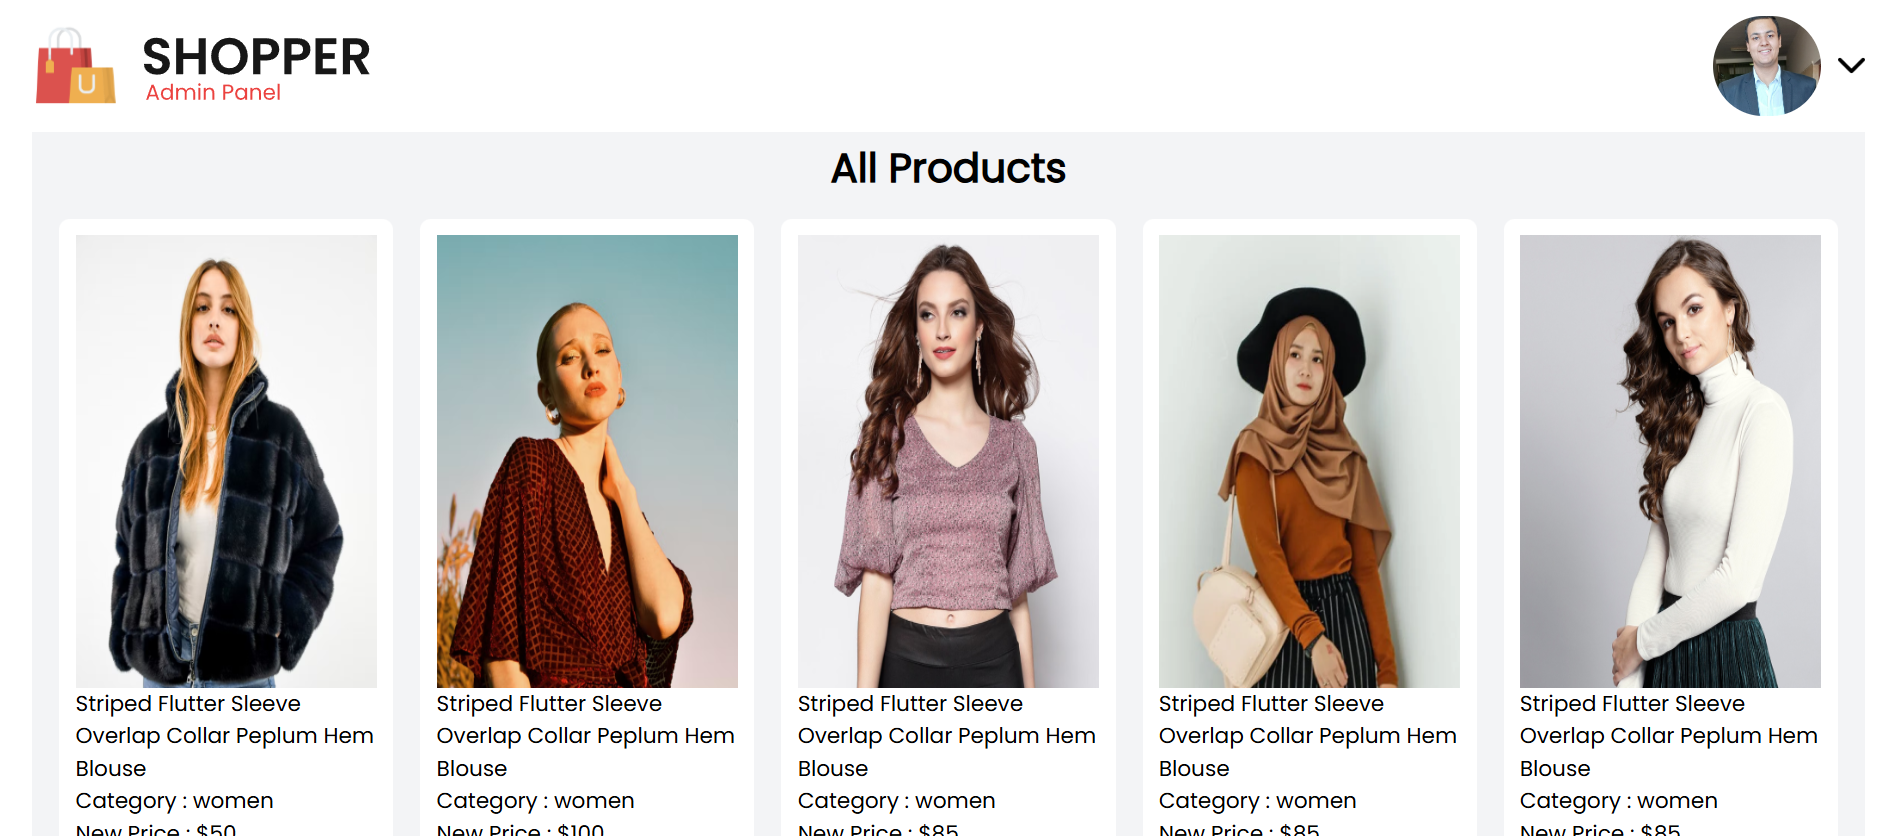 SHOPPER
Admin Panel
U
All Products
Striped Flutter Sleeve
Overlap Collar Peplum Hem
Blouse
Category : women
New Price : $50
Striped Flutter Sleeve
Overlap Collar Peplum Hem
Blouse
Category : women
New Price : $100
Striped Flutter Sleeve
Overlap Collar Peplum Hem
Blouse
Category : women
New Price : $85
Striped Flutter Sleeve
Overlap Collar Peplum Hem
Blouse
Category : women
New Price : $85
Striped Flutter Sleeve
Overlap Collar Peplum Hem
Blouse
Category : women
New Price : $85